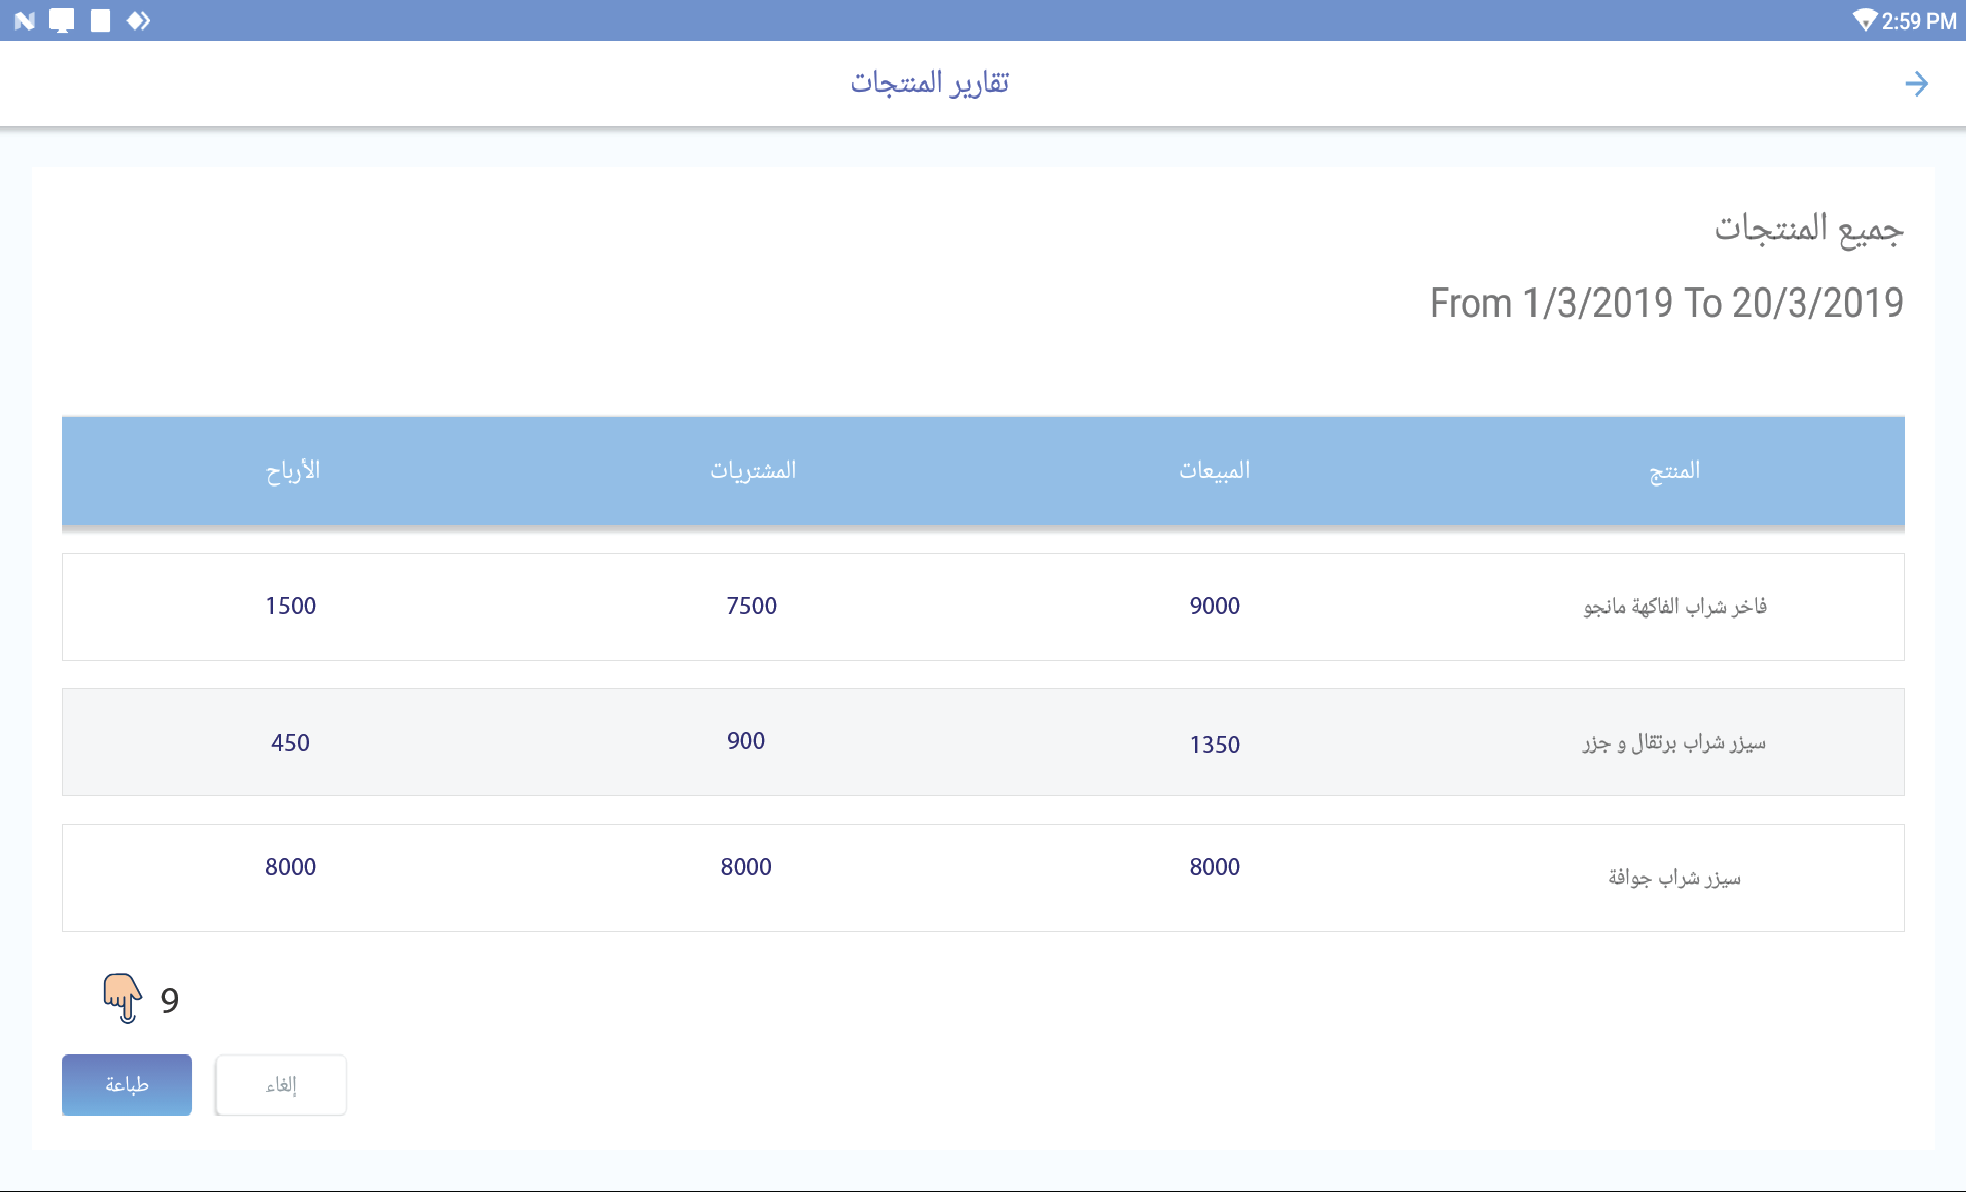 2:59 PM
تقارير المنتجات
جميع المنتجات
From 1/3/2019 To 20/3/2019
المنتج المبيعات المشتريات الأرباح
فاخر شراب الفاكهة مانجو 9000 7500 1500
سيزر شراب برتقال و جزر 1350 900 450
سيزر شراب جوافة 8000 8000 8000
9
إلغاء طباعة